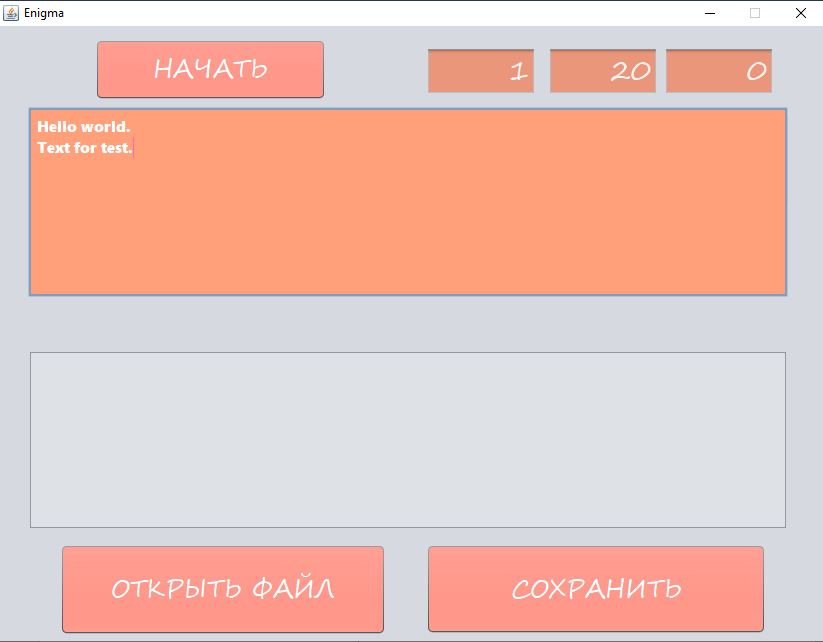 Enigma
НАЧАТЬ
1
20
0
Hello world.
Text for test.
ОТКРЫТЬ ФАЙЛ
СОХРАНИТЬ